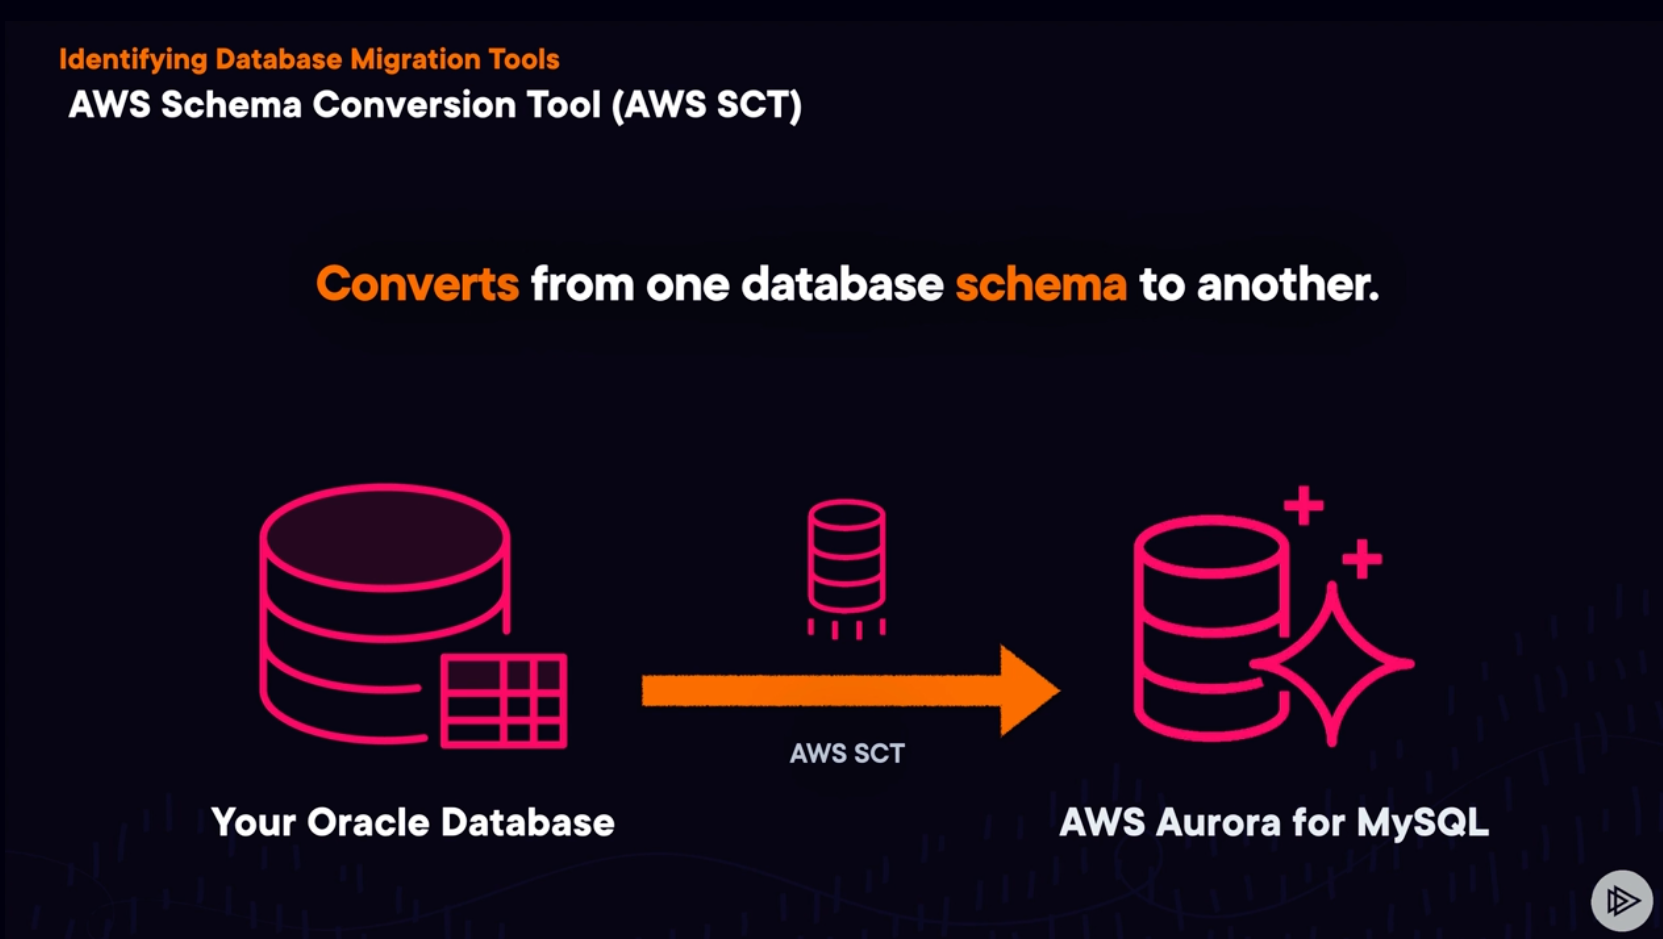 Identifying Database Migration Tools
AWS Schema Conversion Tool (AWS SCT)
Converts from one database schema to another.
AWS SCT
Your Oracle Database
AWS Aurora for MySQL